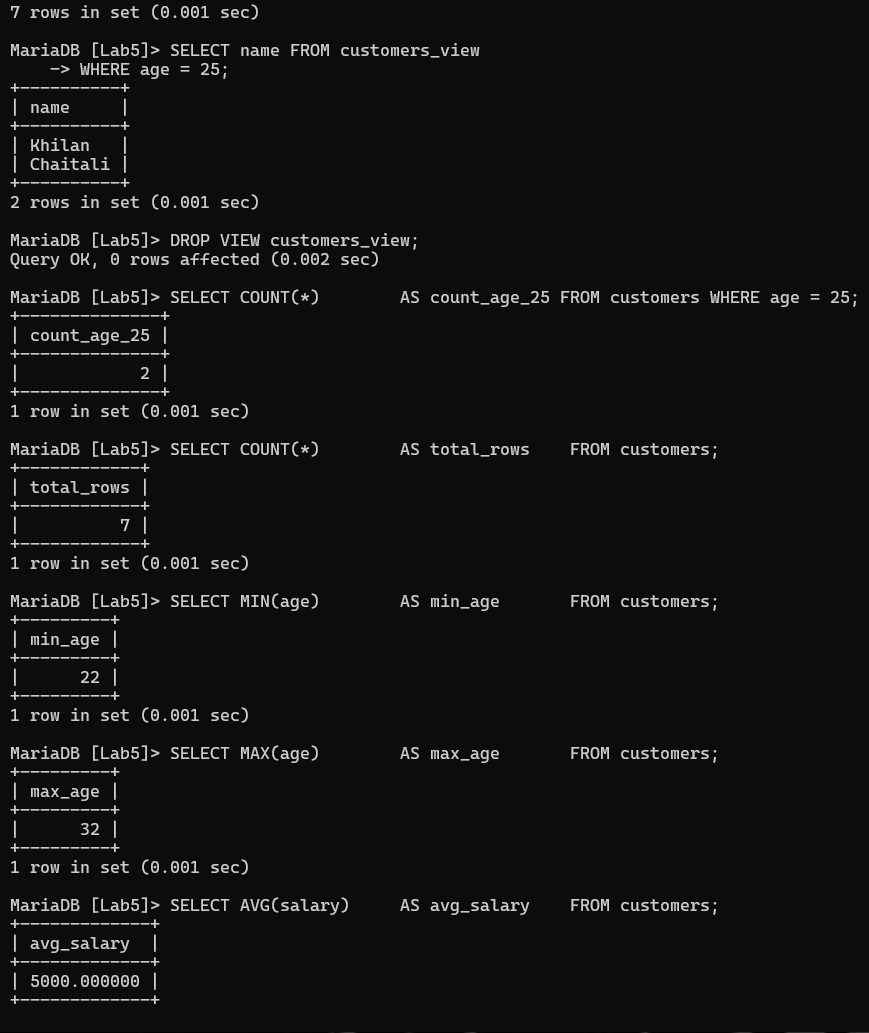 7 rows in set (0.001 sec)

MariaDB [Lab5]> SELECT name FROM customers_view
    -> WHERE age = 25;
+----------+
| name     |
+----------+
| Khilan   |
| Chaitali |
+----------+
2 rows in set (0.001 sec)

MariaDB [Lab5]> DROP VIEW customers_view;
Query OK, 0 rows affected (0.002 sec)

MariaDB [Lab5]> SELECT COUNT(*)        AS count_age_25 FROM customers WHERE age = 25;
+--------------+
| count_age_25 |
+--------------+
|            2 |
+--------------+
1 row in set (0.001 sec)

MariaDB [Lab5]> SELECT COUNT(*)        AS total_rows    FROM customers;
+------------+
| total_rows |
+------------+
|          7 |
+------------+
1 row in set (0.001 sec)

MariaDB [Lab5]> SELECT MIN(age)        AS min_age       FROM customers;
+---------+
| min_age |
+---------+
|      22 |
+---------+
1 row in set (0.001 sec)

MariaDB [Lab5]> SELECT MAX(age)        AS max_age       FROM customers;
+---------+
| max_age |
+---------+
|      32 |
+---------+
1 row in set (0.001 sec)

MariaDB [Lab5]> SELECT AVG(salary)     AS avg_salary    FROM customers;
+-------------+
| avg_salary  |
+-------------+
| 5000.000000 |
+-------------+